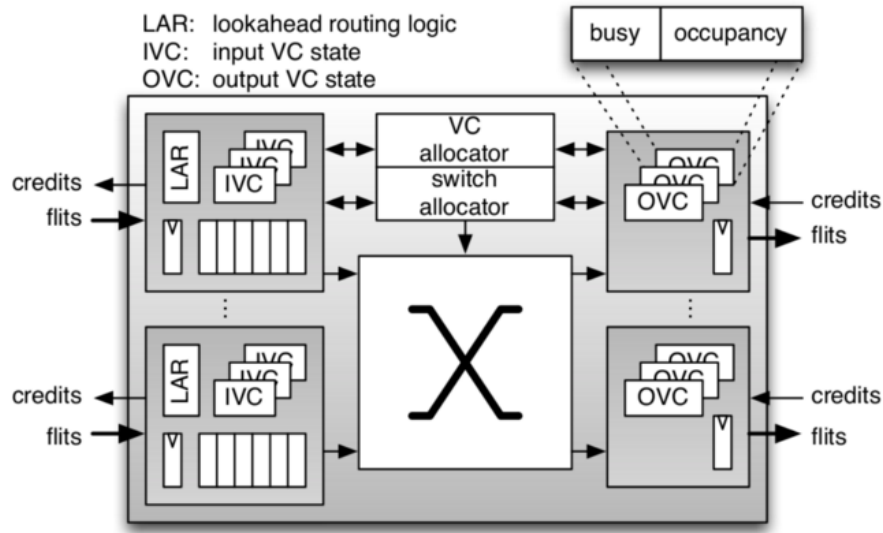 LAR: lookahead routing logic
IVC: input VC state
OVC: output VC state
busy occupancy
LAR
IVC
IVC
IVC
VC
allocator
switch
allocator
OVC
OVC
OVC
credits
flits
credits
flits
LAR
IVC
IVC
IVC
OVC
OVC
OVC
credits
flits
credits
flits